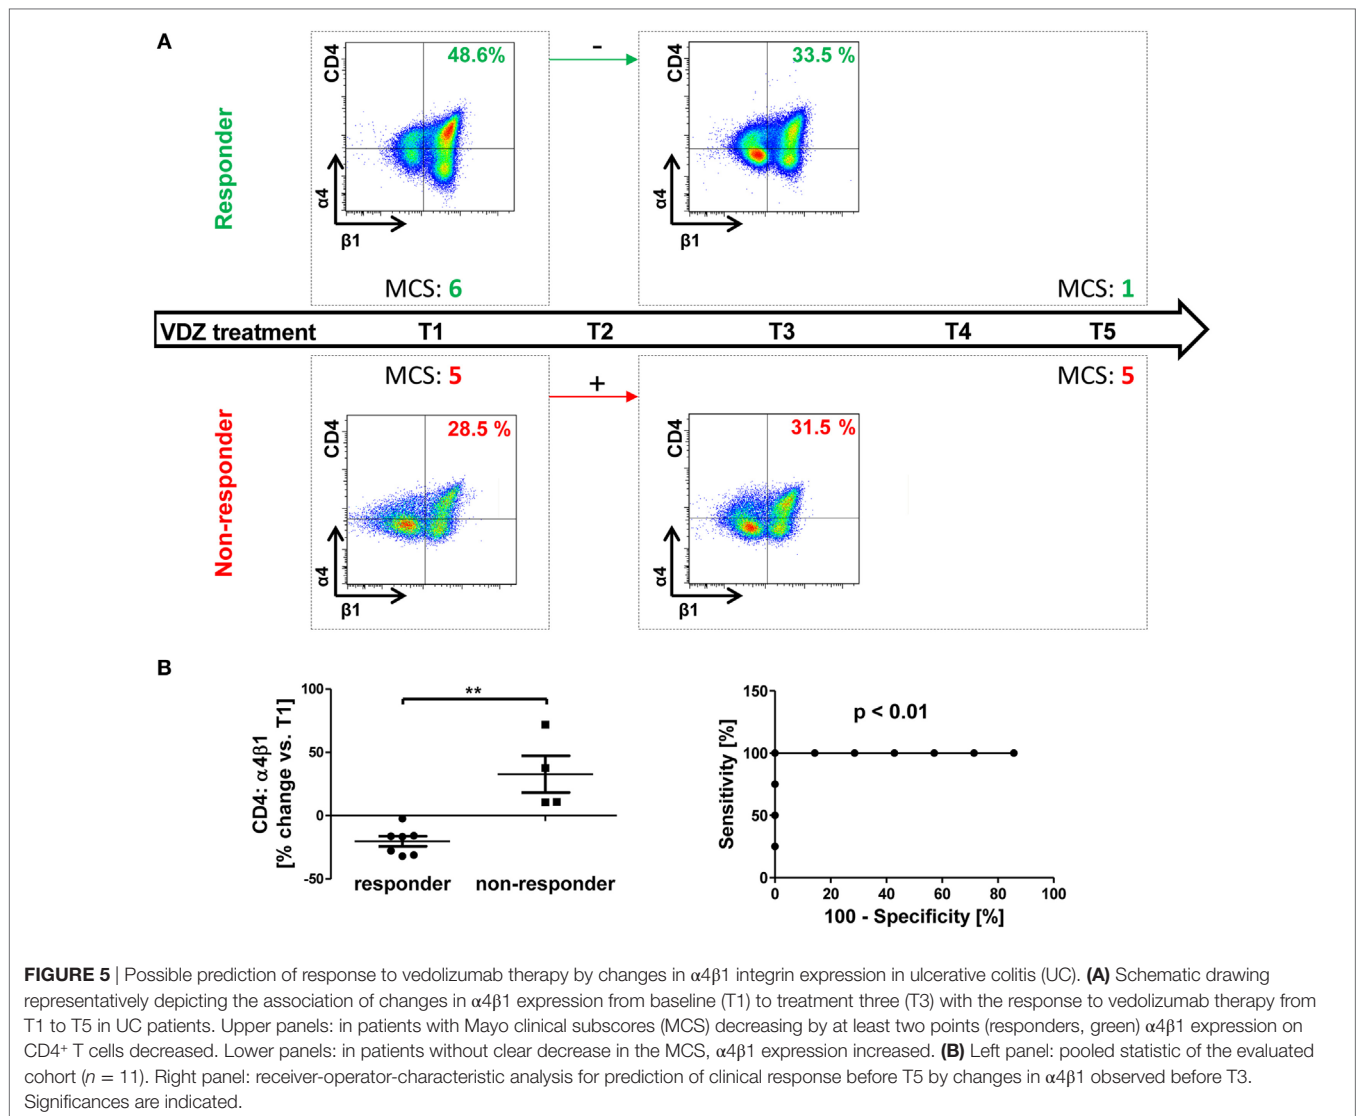 A
Responder
CD4
48.6%
α4
β1
–
CD4
33.5 %
α4
β1
MCS: 6
MCS: 1
VDZ treatment T1 T2 T3 T4 T5
MCS: 5
+
MCS: 5
Non-responder
CD4
28.5 %
α4
β1
CD4
31.5 %
α4
β1
B
CD4: α4β1
[% change vs. T1]
100
50
0
-50
**
responder non-responder
Sensitivity [%]
150
100
50
0
p < 0.01
0 20 40 60 80 100
100 - Specificity [%]
FIGURE 5 | Possible prediction of response to vedolizumab therapy by changes in α4β1 integrin expression in ulcerative colitis (UC). (A) Schematic drawing
representatively depicting the association of changes in α4β1 expression from baseline (T1) to treatment three (T3) with the response to vedolizumab therapy from
T1 to T5 in UC patients. Upper panels: in patients with Mayo clinical subscores (MCS) decreasing by at least two points (responders, green) α4β1 expression on
CD4⁺ T cells decreased. Lower panels: in patients without clear decrease in the MCS, α4β1 expression increased. (B) Left panel: pooled statistic of the evaluated
cohort (n = 11). Right panel: receiver-operator-characteristic analysis for prediction of clinical response before T5 by changes in α4β1 observed before T3.
Significances are indicated.